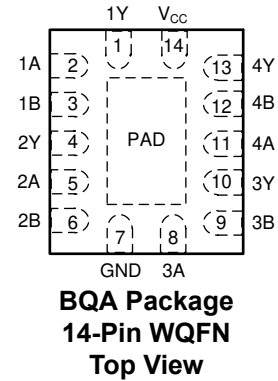 1Y VCC
1 14
1A 2 13 4Y
1B 3 12 4B
2Y 4 PAD 11 4A
2A 5 10 3Y
2B 6 9 3B
7 8
GND 3A
BQA Package
14-Pin WQFN
Top View